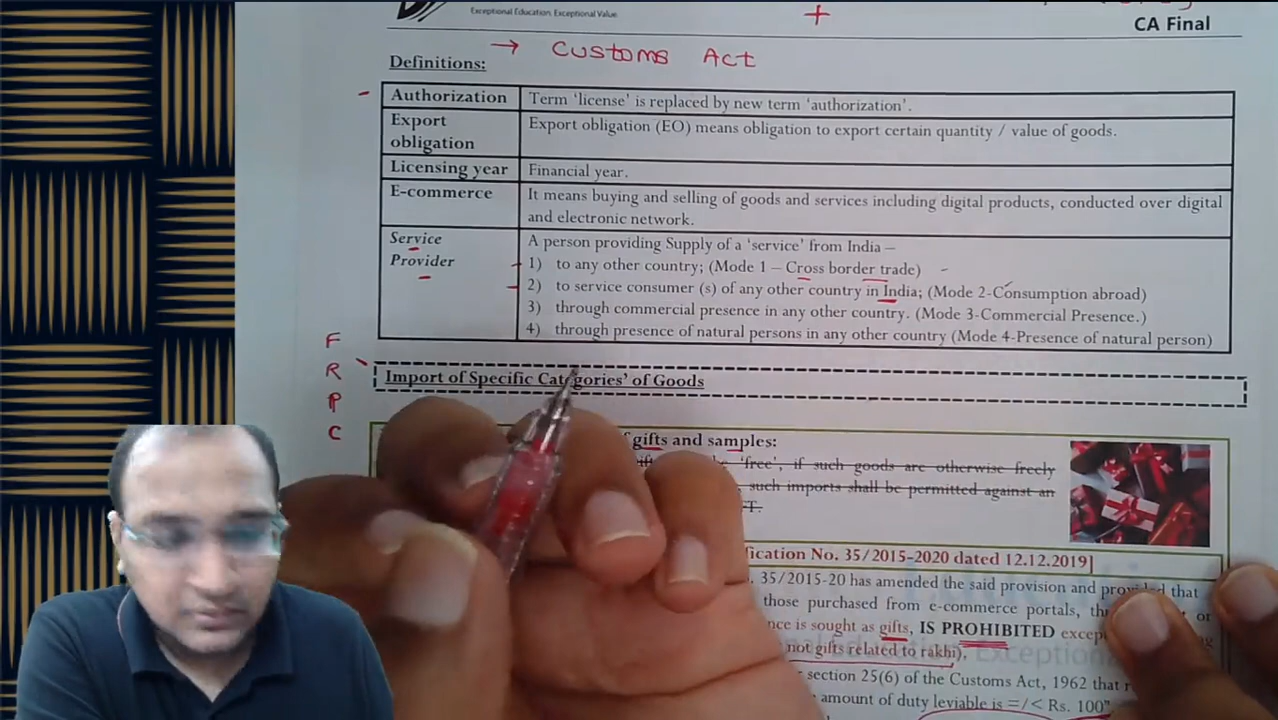 Exceptional Education, Exceptional Value
+
CA Final
→ Customs Act
Definitions:
Authorization Term 'license' is replaced by new term 'authorization'.
Export obligation Export obligation (EO) means obligation to export certain quantity / value of goods.
Licensing year Financial year.
E-commerce It means buying and selling of goods and services including digital products, conducted over digital
and electronic network.
Service Provider A person providing Supply of a 'service' from India –
1) to any other country; (Mode 1 – Cross border trade)
2) to service consumer (s) of any other country in India; (Mode 2-Consumption abroad)
3) through commercial presence in any other country. (Mode 3-Commercial Presence.)
4) through presence of natural persons in any other country (Mode 4-Presence of natural person)
F
R
P
C
Import of Specific Categories' of Goods
gifts and samples:
'free', if such goods are otherwise freely
such imports shall be permitted against an
No. 35/2015-2020 dated 12.12.2019]
35/2015-20 has amended the said provision and provided that
those purchased from e-commerce portals, or
is sought as gifts, IS PROHIBITED
not gifts related to rakhi).
section 25(6) of the Customs Act, 1962 that
amount of duty leviable is =/< Rs. 100"